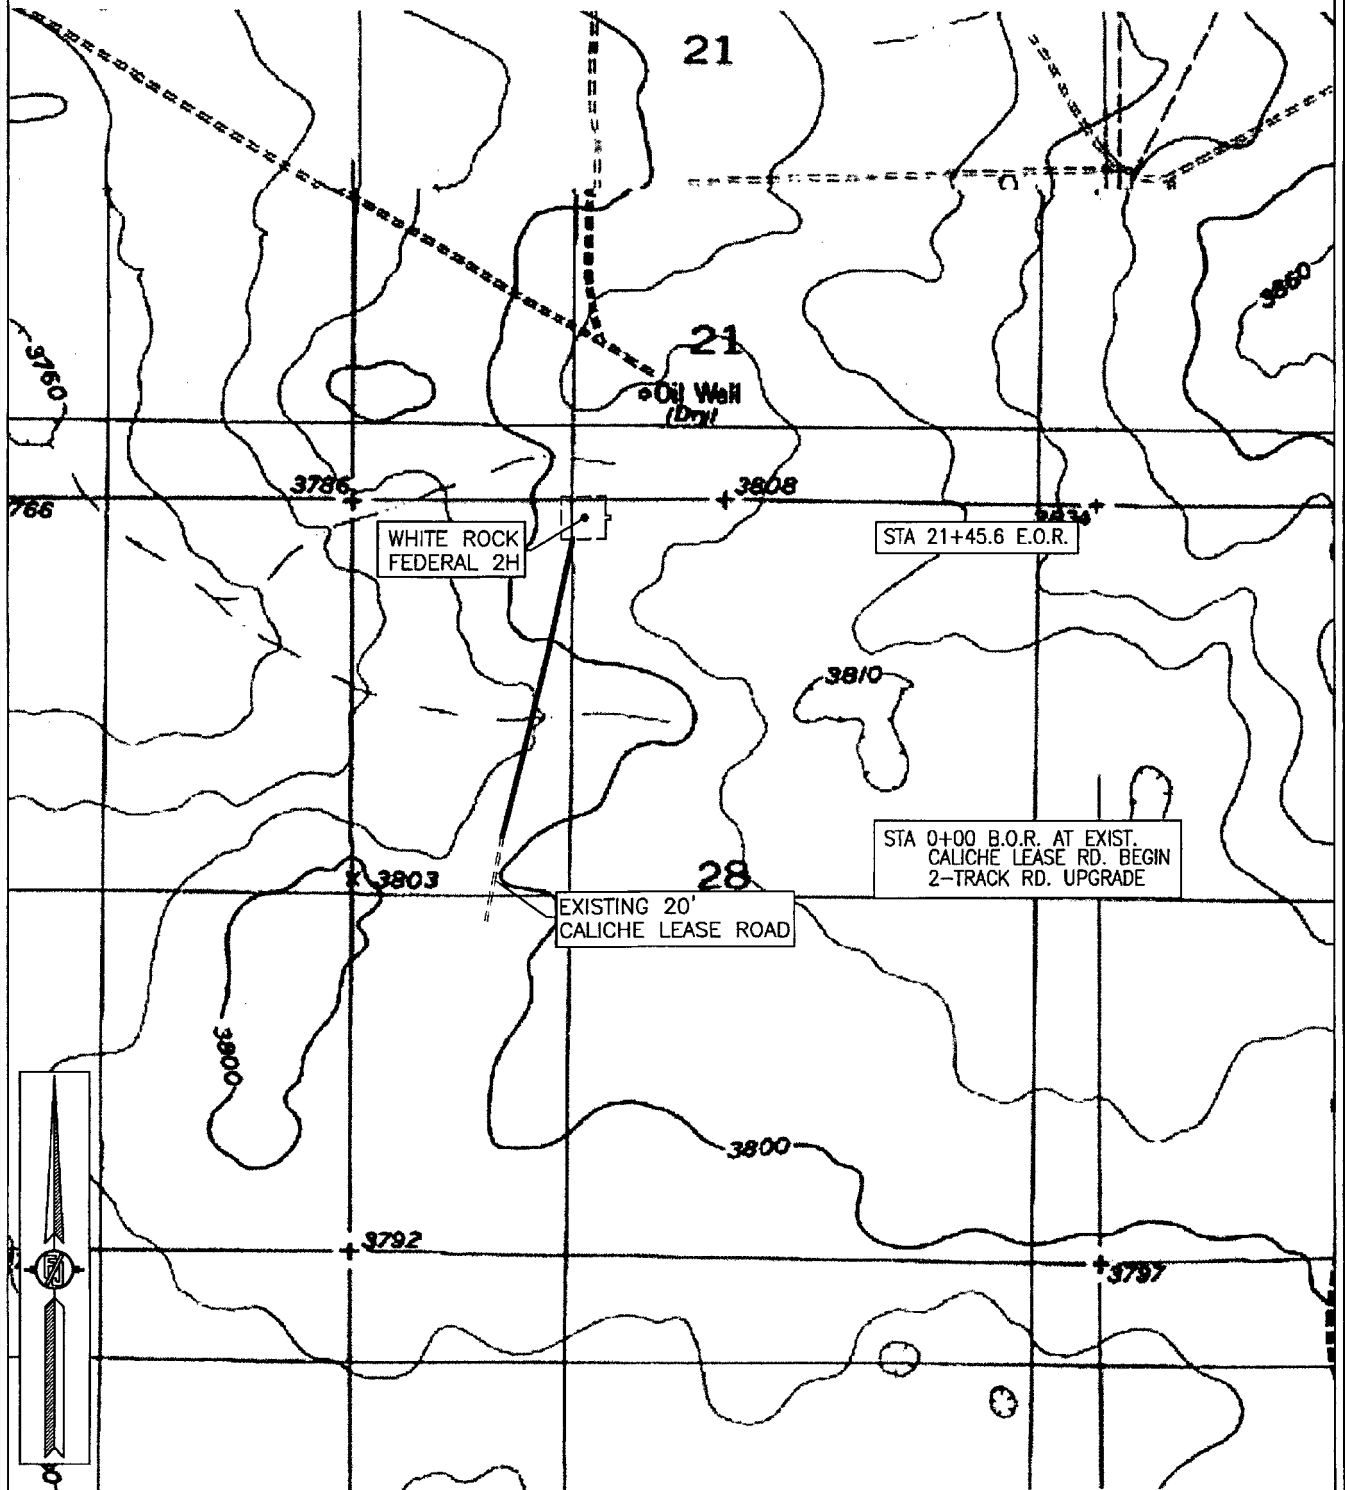 21
3860
3760
21
Oil Well
(Dry)
3786
3808
766
WHITE ROCK
FEDERAL 2H
STA 21+45.6 E.O.R.
3810
STA 0+00 B.O.R. AT EXIST.
CALICHE LEASE RD. BEGIN
2-TRACK RD. UPGRADE
28
3803
EXISTING 20'
CALICHE LEASE ROAD
3800
3800
3792
3797